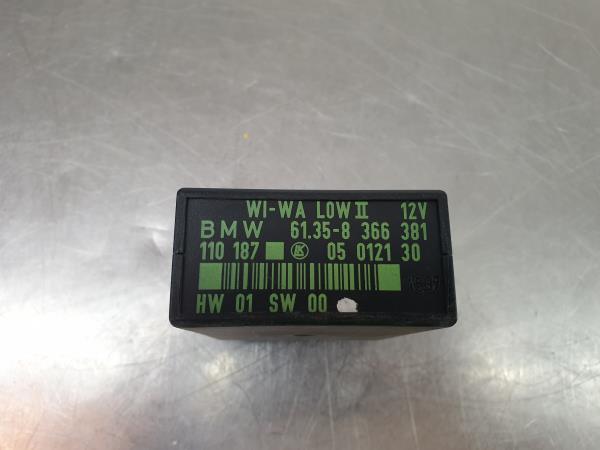 WI-WA LOW II 12V
BMW 61.35-8 366 381
110 187 K 05 0121 30
HW 01 SW 00